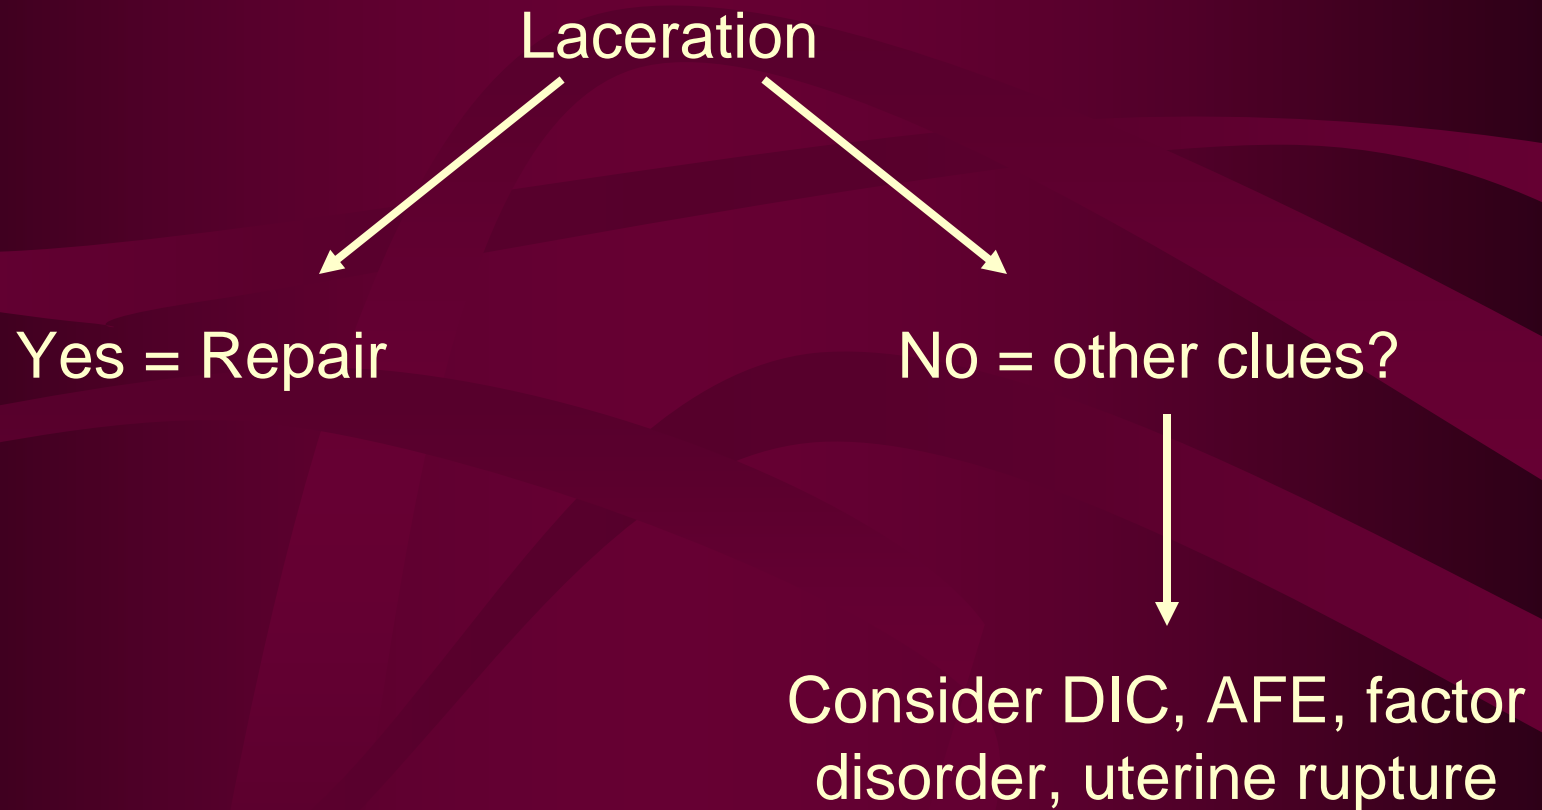 Laceration
Yes = Repair
No = other clues?
Consider DIC, AFE, factor
disorder, uterine rupture